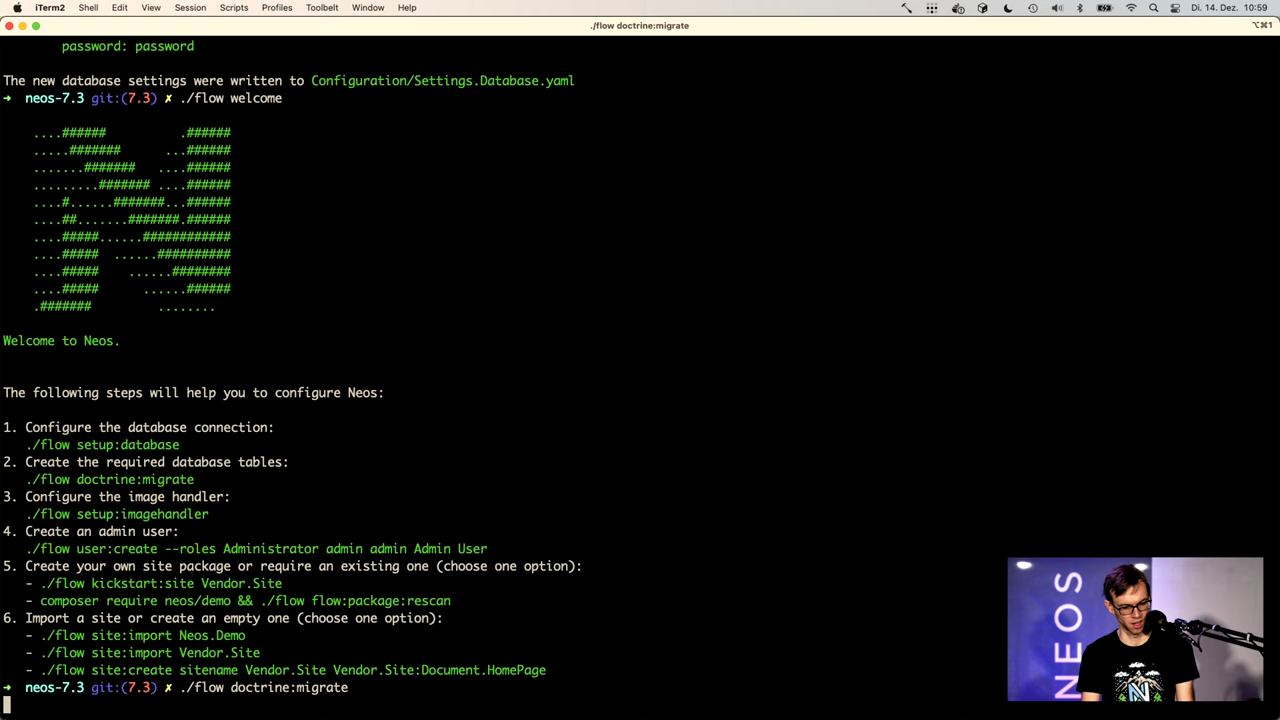 iTerm2 Shell Edit View Session Scripts Profiles Toolbelt Window Help Di. 14. Dez. 10:59
./flow doctrine:migrate ⌥⌘1
password: password
The new database settings were written to Configuration/Settings.Database.yaml
➜ neos-7.3 git:(7.3) ✗ ./flow welcome
....###### .######
.....####### ...######
.......####### ....######
.........####### ....######
....#......#######...######
....##.......#######.######
....#####......############
....##### ......##########
....##### ......########
....##### ......######
.####### ........
Welcome to Neos.
The following steps will help you to configure Neos:
1. Configure the database connection:
./flow setup:database
2. Create the required database tables:
./flow doctrine:migrate
3. Configure the image handler:
./flow setup:imagehandler
4. Create an admin user:
./flow user:create --roles Administrator admin admin Admin User
5. Create your own site package or require an existing one (choose one option):
- ./flow kickstart:site Vendor.Site
- composer require neos/demo && ./flow flow:package:rescan
6. Import a site or create an empty one (choose one option):
- ./flow site:import Neos.Demo
- ./flow site:import Vendor.Site
- ./flow site:create sitename Vendor.Site Vendor.Site:Document.HomePage
➜ neos-7.3 git:(7.3) ✗ ./flow doctrine:migrate
NEOS